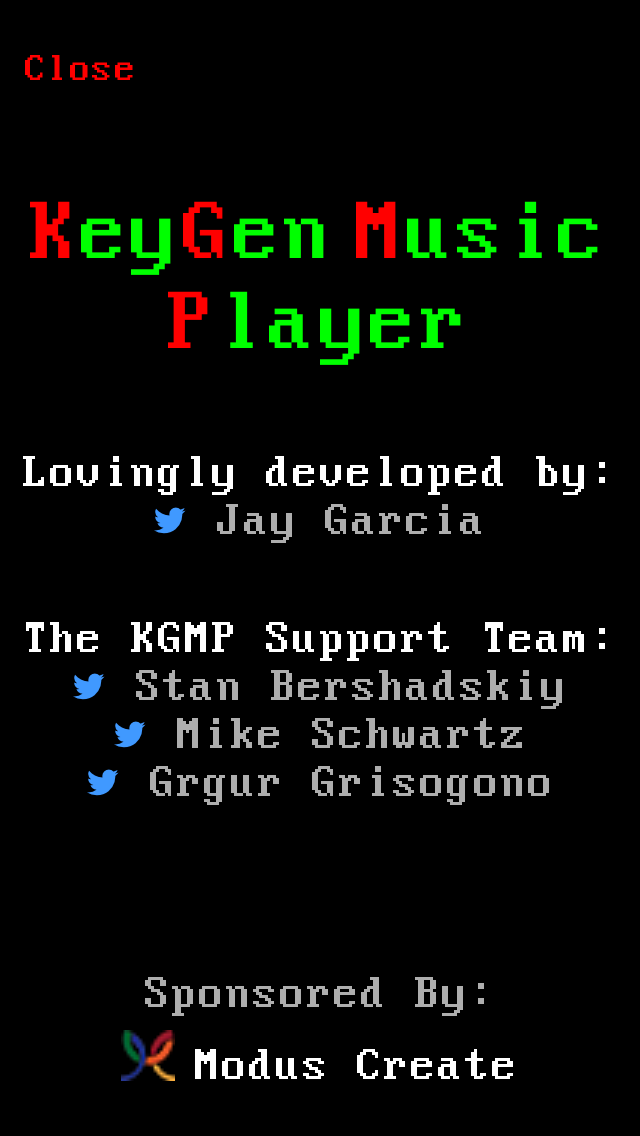 Close
KeyGen Music
Player
Lovingly developed by:
Jay Garcia
The KGMP Support Team:
Stan Bershadskiy
Mike Schwartz
Grgur Grisogono
Sponsored By:
Modus Create